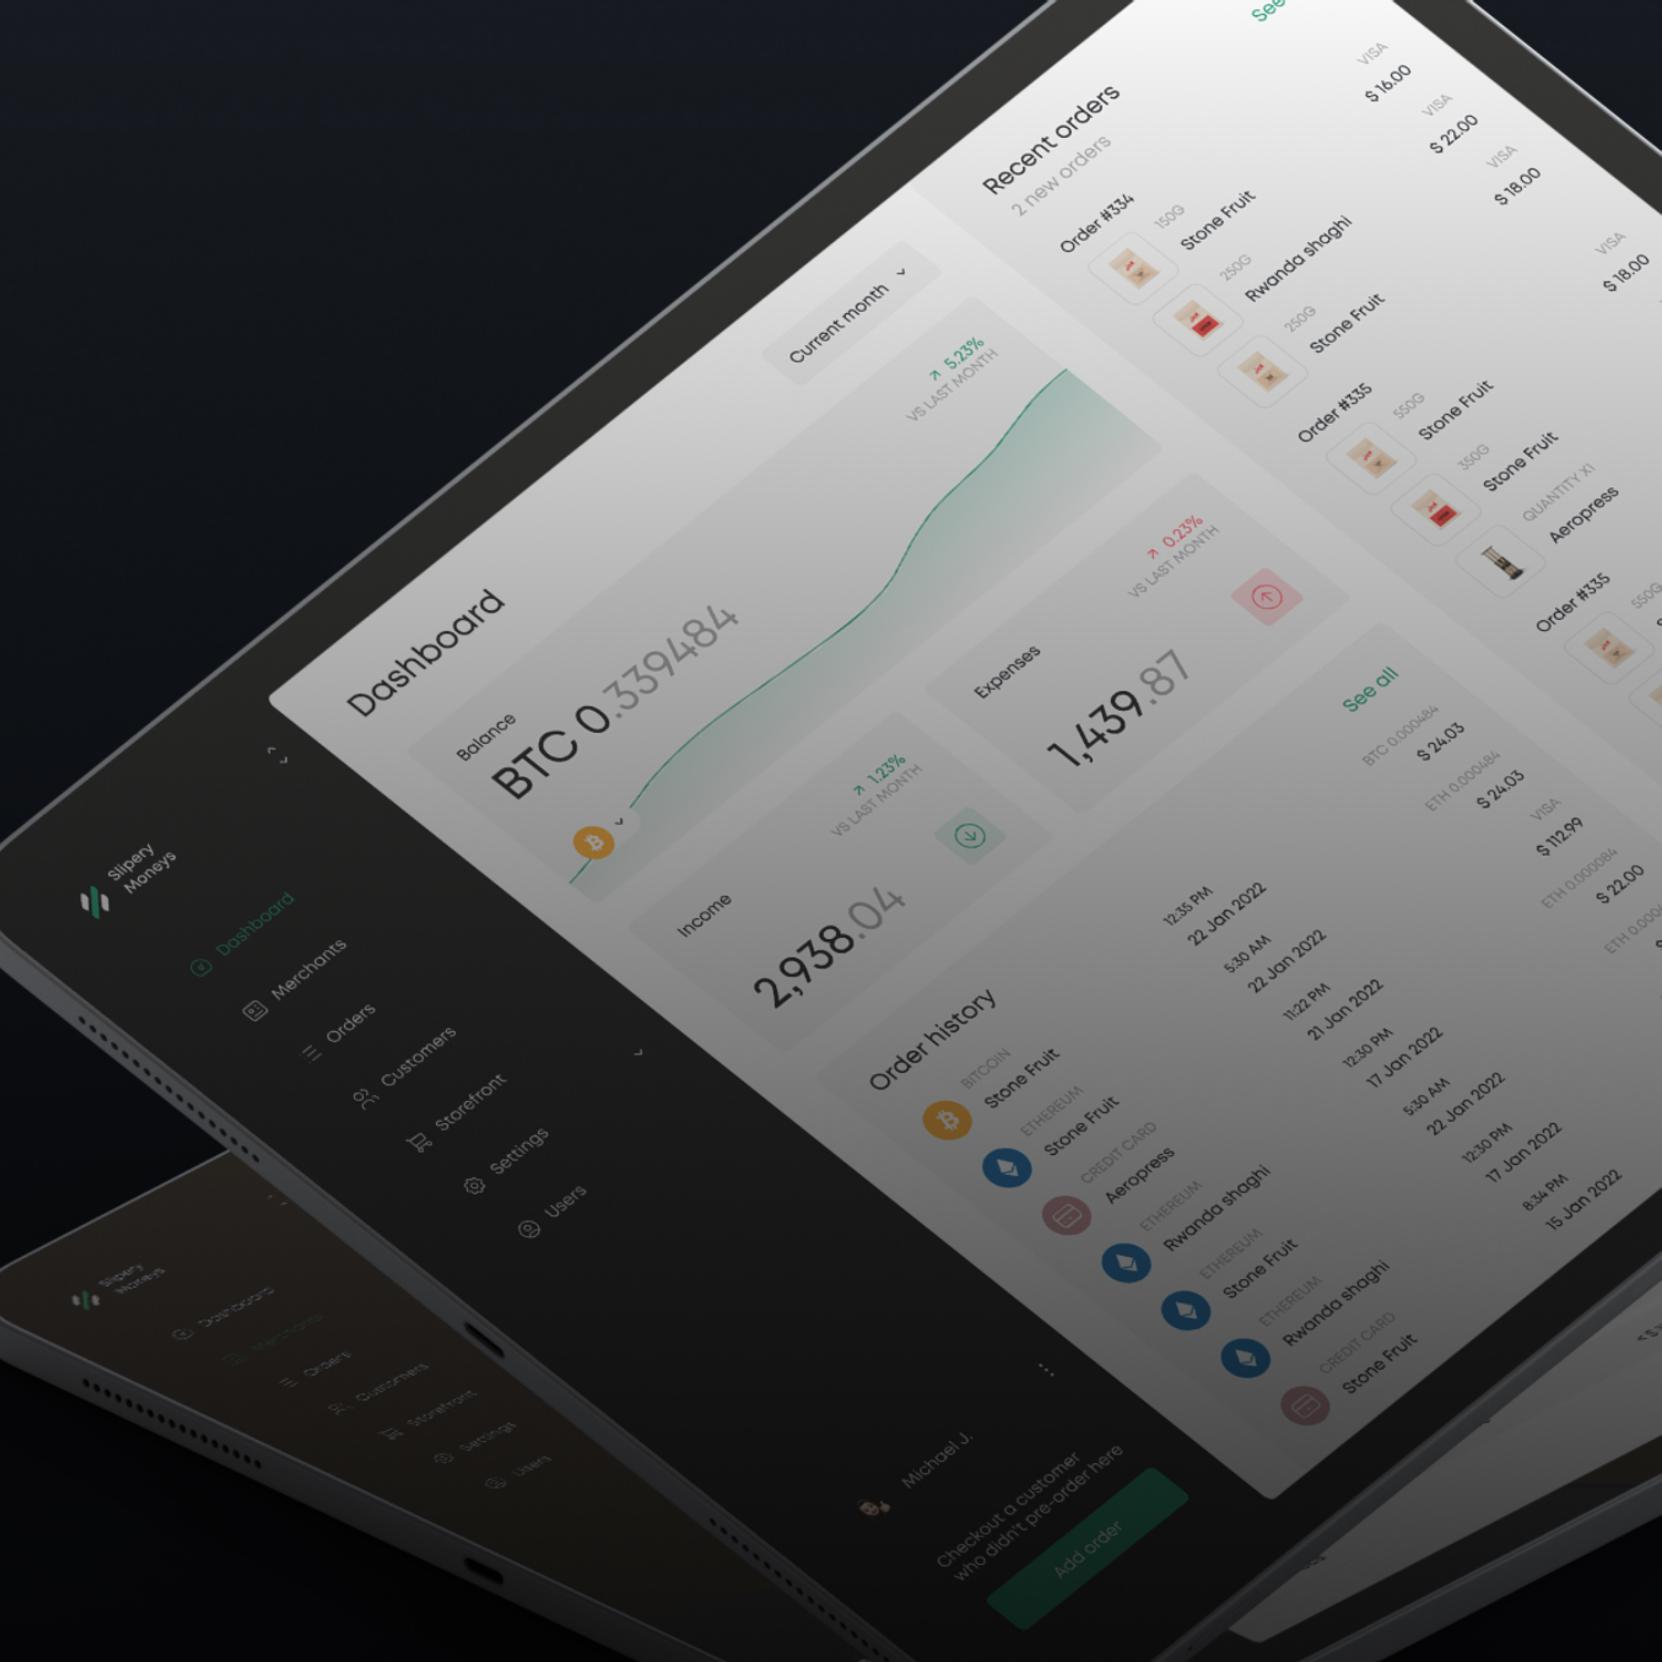 Slipery
Moneys
Dashboard
Merchants
Orders
Customers
Storefront
Settings
Users
Michael J.
Checkout a customer
who didn't pre-order here
Add order
Dashboard
Current month
Balance
BTC 0.339484
5.23%
VS LAST MONTH
Income
2,938.04
1.23%
VS LAST MONTH
Expenses
1,439.87
0.23%
VS LAST MONTH
Order history
See all
BITCOIN
Stone Fruit
12:35 PM
22 Jan 2022
BTC 0.000484
$ 24.03
ETHEREUM
Stone Fruit
5:30 AM
22 Jan 2022
ETH 0.000484
$ 24.03
CREDIT CARD
Aeropress
11:22 PM
21 Jan 2022
VISA
$ 112.99
ETHEREUM
Rwanda shaghi
12:30 PM
17 Jan 2022
ETH 0.000084
$ 22.00
ETHEREUM
Stone Fruit
5:30 AM
22 Jan 2022
ETHEREUM
Rwanda shaghi
12:30 PM
17 Jan 2022
CREDIT CARD
Stone Fruit
8:34 PM
15 Jan 2022
Recent orders
See
2 new orders
Order #334
150G
Stone Fruit
VISA
$ 16.00
250G
Rwanda shaghi
VISA
$ 22.00
250G
Stone Fruit
VISA
$ 18.00
Order #335
550G
Stone Fruit
VISA
$ 18.00
350G
Stone Fruit
QUANTITY X1
Aeropress
Order #335
550G
Slipery
Moneys
Dashboard
Merchants
Orders
Customers
Storefront
Settings
Users